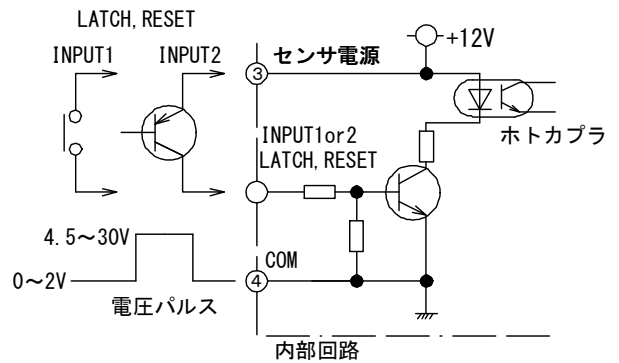 LATCH, RESET
INPUT1
INPUT2
③ センサ電源
+12V
ホトカプラ
INPUT1or2
LATCH, RESET
4.5～30V
0～2V
電圧パルス
④
COM
内部回路